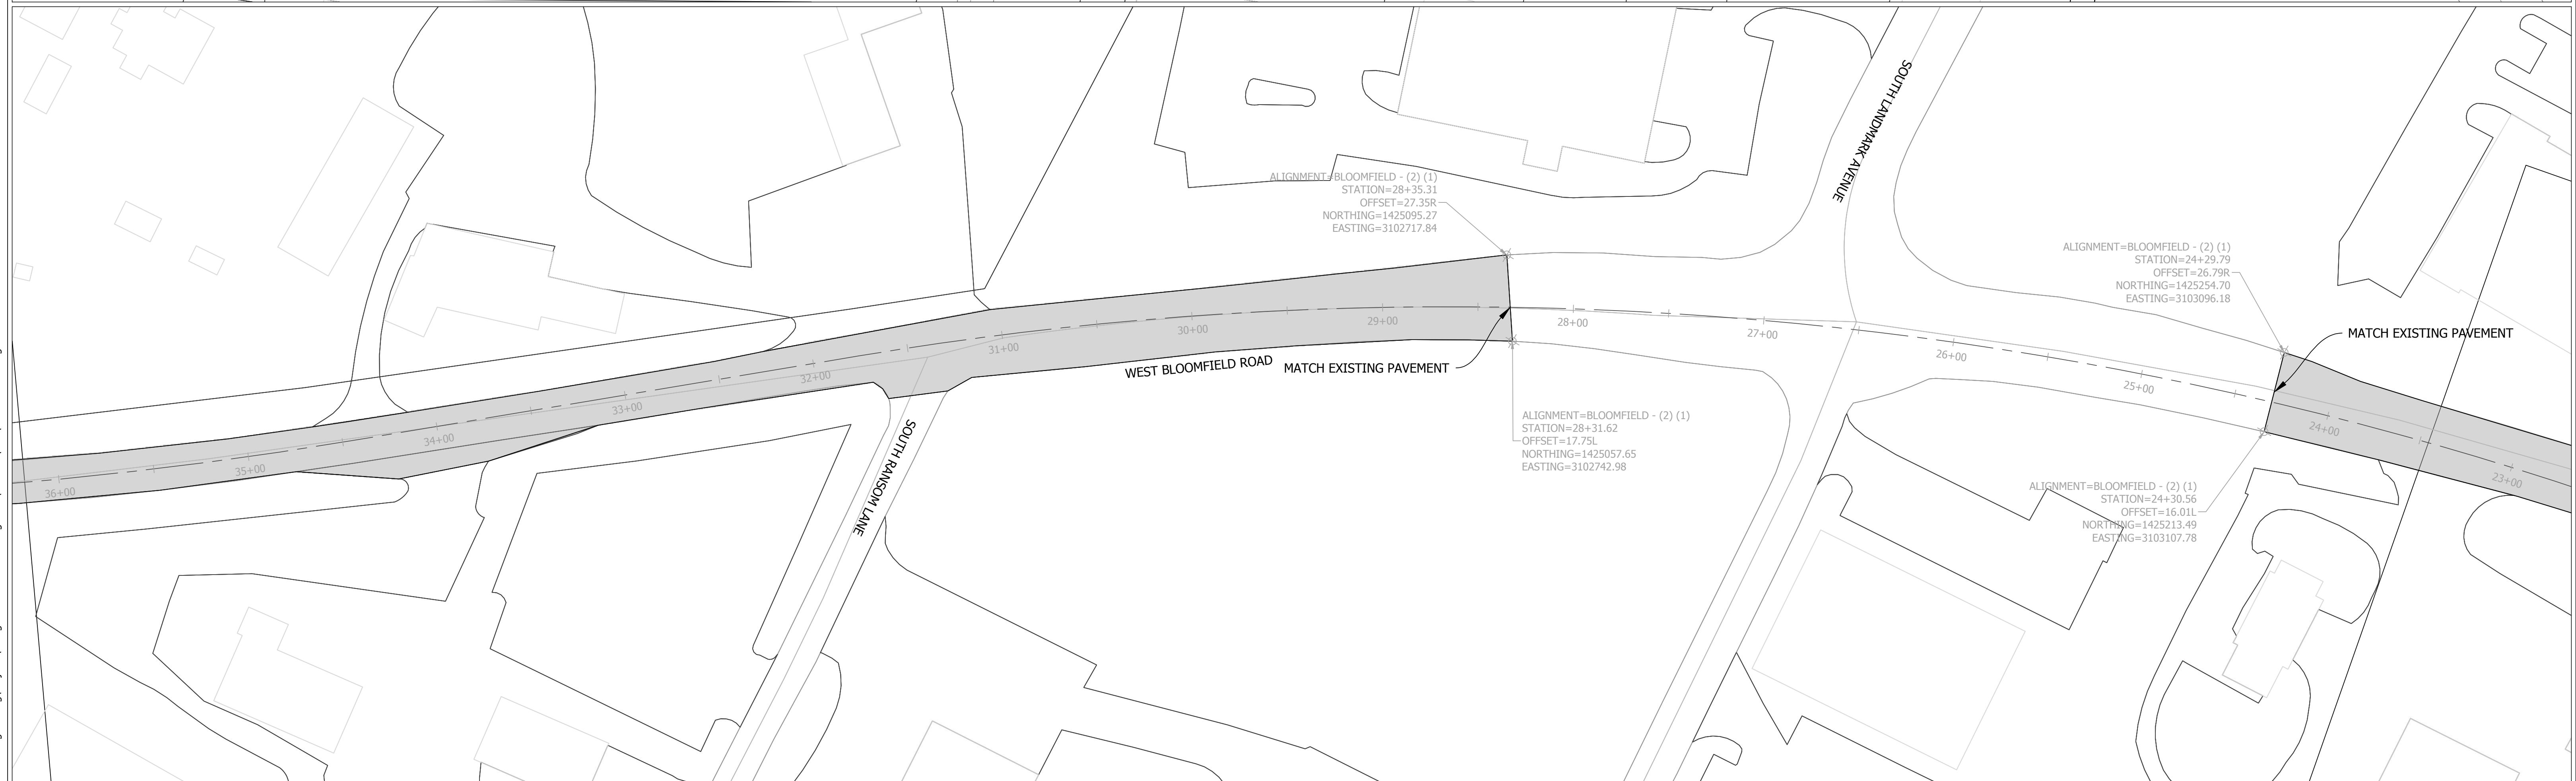 SOUTH LANDMARK AVENUE
ALIGNMENT=BLOOMFIELD - (2) (1)
STATION=28+35.31
OFFSET=27.35R
NORTHING=1425095.27
EASTING=3102717.84
ALIGNMENT=BLOOMFIELD - (2) (1)
STATION=24+29.79
OFFSET=26.79R
NORTHING=1425254.70
EASTING=3103096.18
MATCH EXISTING PAVEMENT
36+00
35+00
34+00
33+00
32+00
31+00
30+00
29+00
28+00
27+00
26+00
25+00
24+00
23+00
WEST BLOOMFIELD ROAD
MATCH EXISTING PAVEMENT
ALIGNMENT=BLOOMFIELD - (2) (1)
STATION=28+31.62
OFFSET=17.75L
NORTHING=1425057.65
EASTING=3102742.98
SOUTH RANSOM LANE
ALIGNMENT=BLOOMFIELD - (2) (1)
STATION=24+30.56
OFFSET=16.01L
NORTHING=1425213.49
EASTING=3103107.78